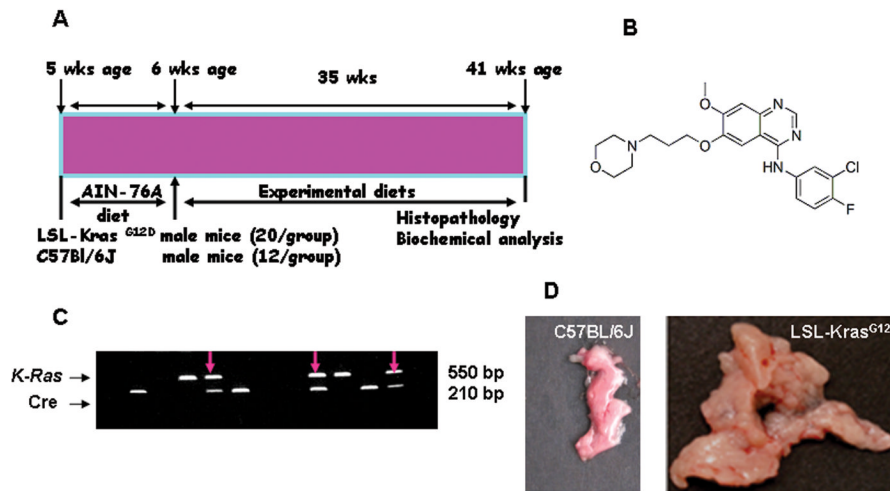 A
5 wks age
6 wks age
35 wks
41 wks age
AIN-76A
diet
Experimental diets
Histopathology
Biochemical analysis
LSL-Kras G12D male mice (20/group)
C57Bl/6J male mice (12/group)
B
O
N
N
N
O
O
HN
Cl
F
C
K-Ras
Cre
550 bp
210 bp
D
C57BL/6J
LSL-KrasG12